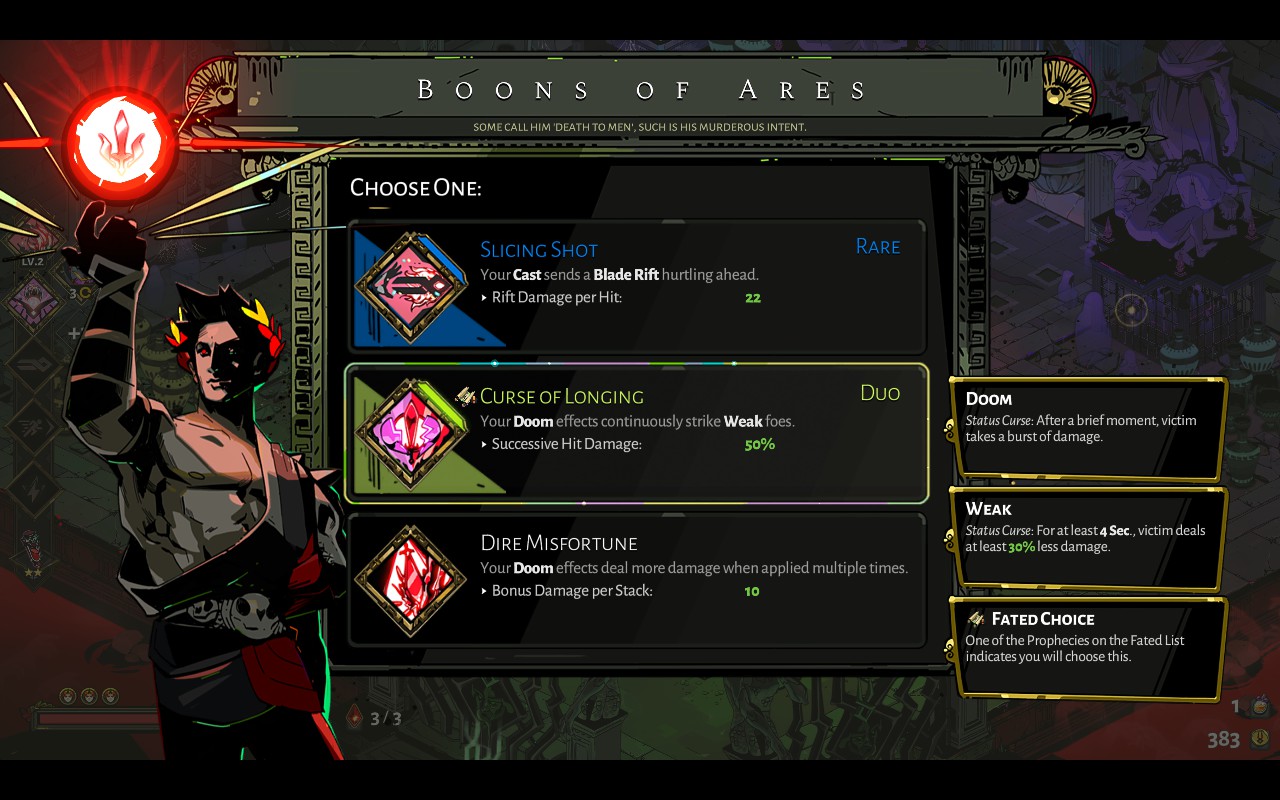 BOONS OF ARES
SOME CALL HIM 'DEATH TO MEN', SUCH IS HIS MURDEROUS INTENT.
CHOOSE ONE:
SLICING SHOT
RARE
Your Cast sends a Blade Rift hurtling ahead.
‣ Rift Damage per Hit: 22
CURSE OF LONGING
DUO
Your Doom effects continuously strike Weak foes.
‣ Successive Hit Damage: 50%
DIRE MISFORTUNE
Your Doom effects deal more damage when applied multiple times.
‣ Bonus Damage per Stack: 10
DOOM
Status Curse: After a brief moment, victim
takes a burst of damage.
WEAK
Status Curse: For at least 4 Sec., victim deals
at least 30% less damage.
FATED CHOICE
One of the Prophecies on the Fated List
indicates you will choose this.
LV.2
3
+
3 / 3
1
383